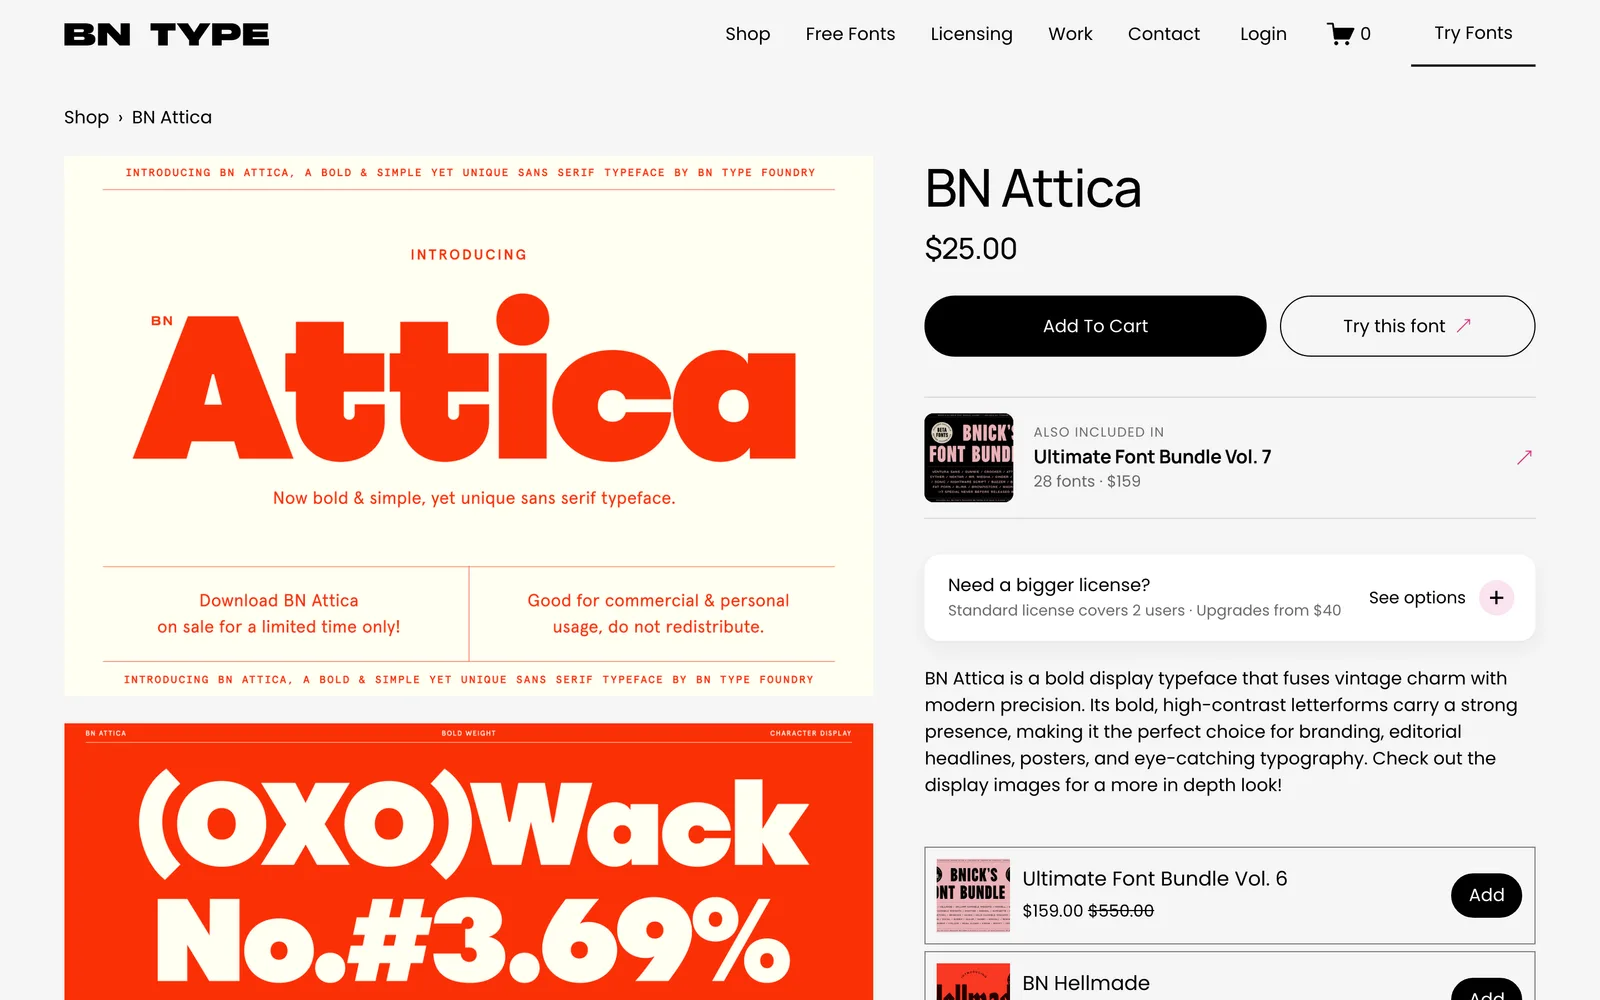 BN TYPE
Shop
Free Fonts
Licensing
Work
Contact
Login
0
Try Fonts
Shop › BN Attica
INTRODUCING BN ATTICA, A BOLD & SIMPLE YET UNIQUE SANS SERIF TYPEFACE BY BN TYPE FOUNDRY
INTRODUCING
BN
Attica
Now bold & simple, yet unique sans serif typeface.
Download BN Attica
on sale for a limited time only!
Good for commercial & personal
usage, do not redistribute.
INTRODUCING BN ATTICA, A BOLD & SIMPLE YET UNIQUE SANS SERIF TYPEFACE BY BN TYPE FOUNDRY
BN ATTICA
BOLD WEIGHT
CHARACTER DISPLAY
(OXO)Wack
No.#3.69%
BN Attica
$25.00
Add To Cart
Try this font
BNICK'S
FONT BUND
ALSO INCLUDED IN
Ultimate Font Bundle Vol. 7
28 fonts · $159
Need a bigger license?
Standard license covers 2 users · Upgrades from $40
See options
BN Attica is a bold display typeface that fuses vintage charm with
modern precision. Its bold, high-contrast letterforms carry a strong
presence, making it the perfect choice for branding, editorial
headlines, posters, and eye-catching typography. Check out the
display images for a more in depth look!
BNICK'S
NT BUNDLE
Ultimate Font Bundle Vol. 6
$159.00 $550.00
Add
BN Hellmade
Add